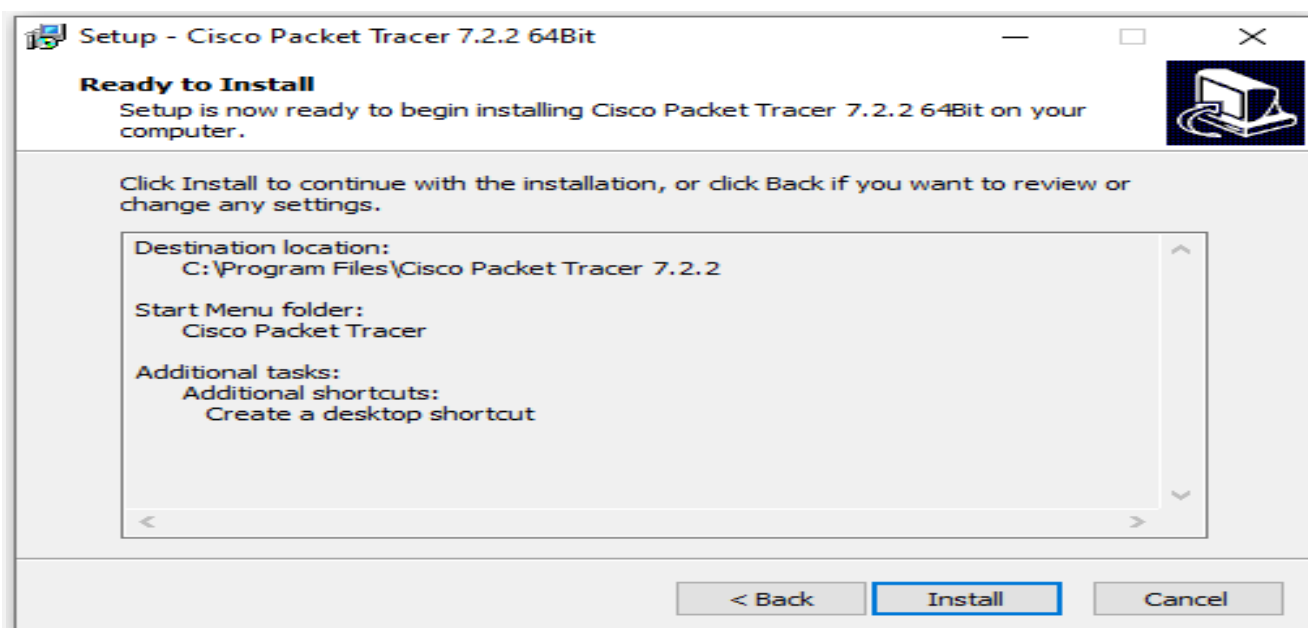 Setup - Cisco Packet Tracer 7.2.2 64Bit
Ready to Install
Setup is now ready to begin installing Cisco Packet Tracer 7.2.2 64Bit on your
computer.
Click Install to continue with the installation, or click Back if you want to review or
change any settings.
Destination location:
C:\Program Files\Cisco Packet Tracer 7.2.2
Start Menu folder:
Cisco Packet Tracer
Additional tasks:
Additional shortcuts:
Create a desktop shortcut
< Back Install Cancel